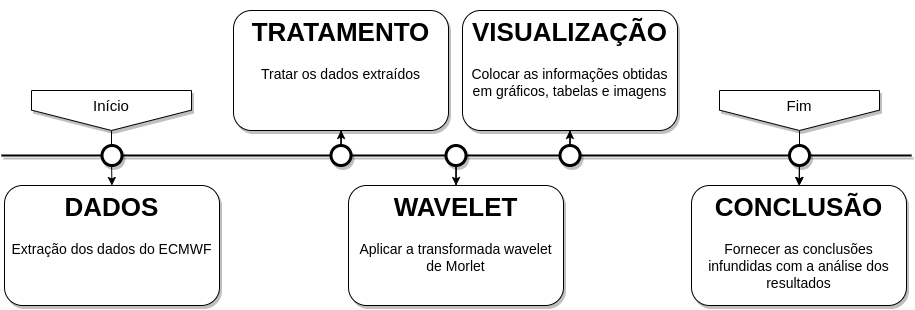 TRATAMENTO
Tratar os dados extraídos
VISUALIZAÇÃO
Colocar as informações obtidas
em gráficos, tabelas e imagens
Início
Fim
DADOS
Extração dos dados do ECMWF
WAVELET
Aplicar a transformada wavelet
de Morlet
CONCLUSÃO
Fornecer as conclusões
infundidas com a análise dos
resultados